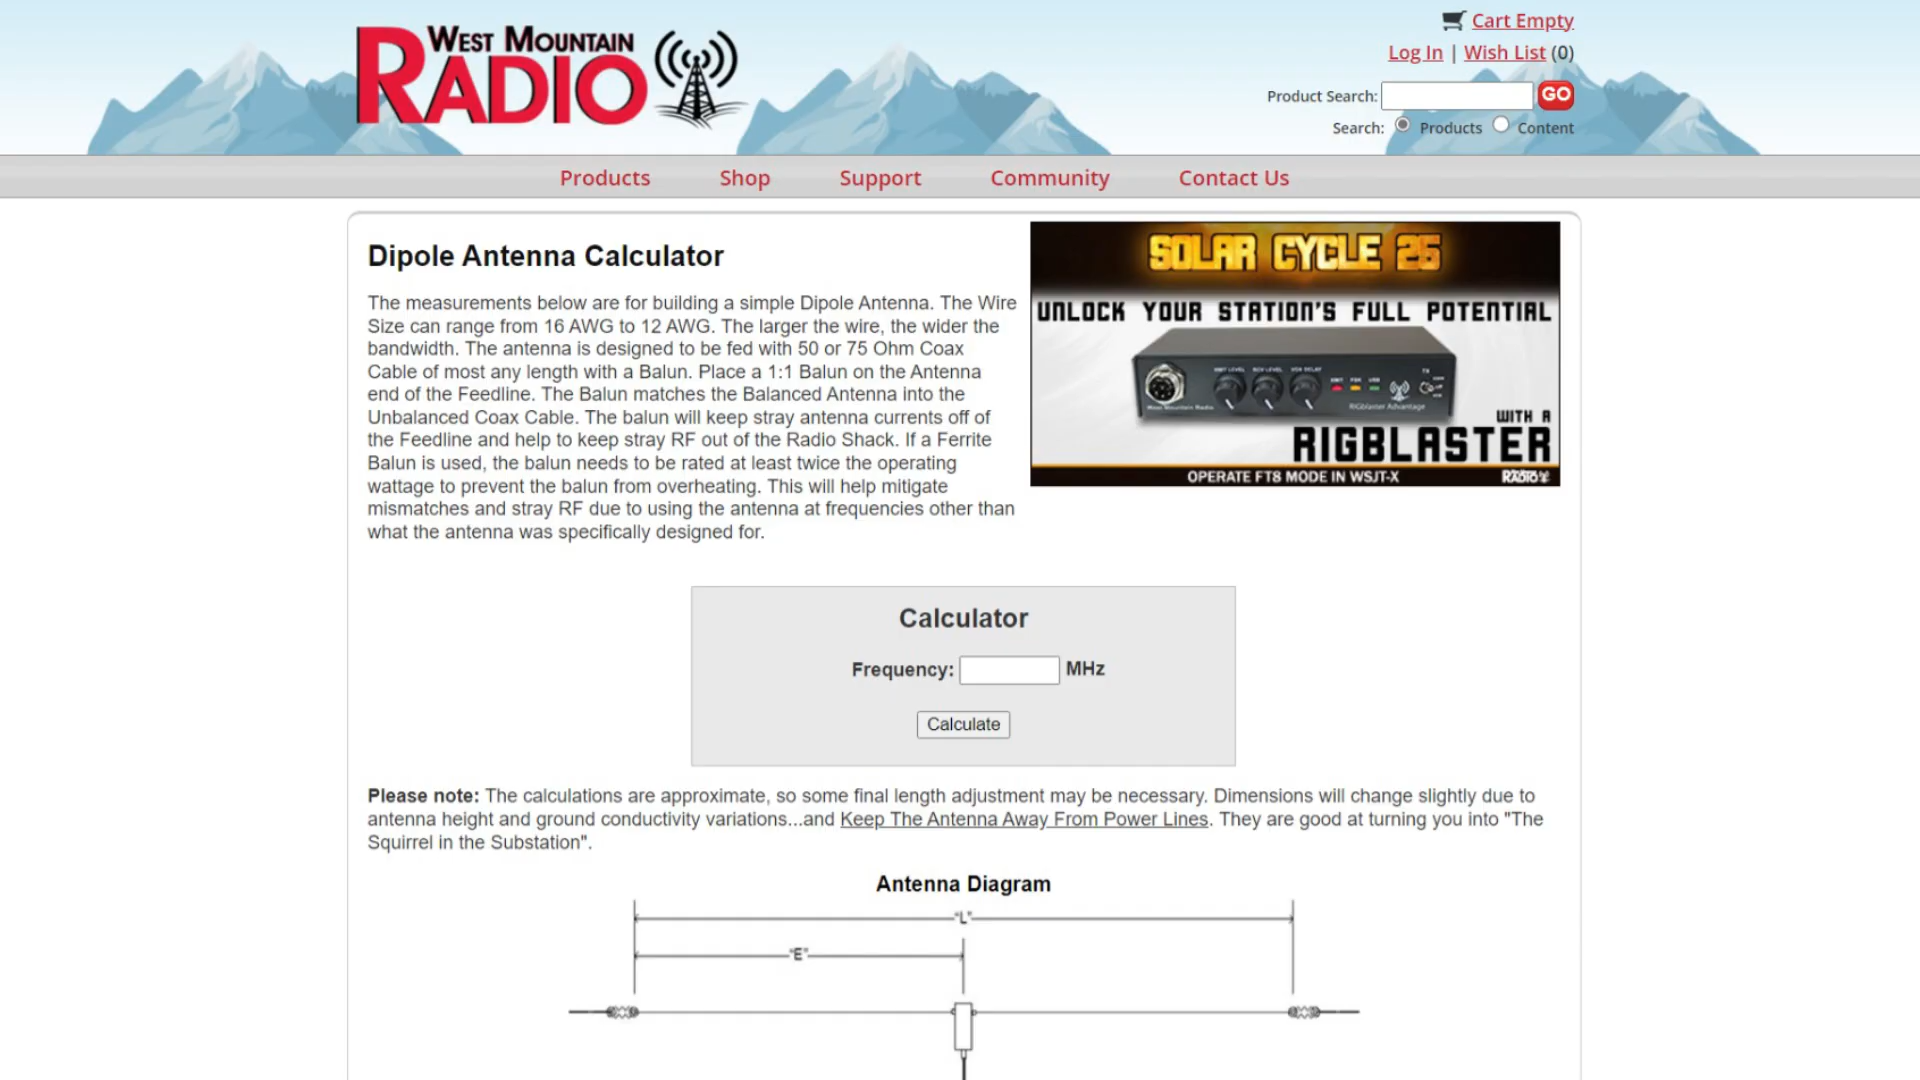 WEST MOUNTAIN
RADIO
Cart Empty
Log In | Wish List (0)
Product Search: GO
Search: Products Content
Products Shop Support Community Contact Us
Dipole Antenna Calculator
The measurements below are for building a simple Dipole Antenna. The Wire
Size can range from 16 AWG to 12 AWG. The larger the wire, the wider the
bandwidth. The antenna is designed to be fed with 50 or 75 Ohm Coax
Cable of most any length with a Balun. Place a 1:1 Balun on the Antenna
end of the Feedline. The Balun matches the Balanced Antenna into the
Unbalanced Coax Cable. The balun will keep stray antenna currents off of
the Feedline and help to keep stray RF out of the Radio Shack. If a Ferrite
Balun is used, the balun needs to be rated at least twice the operating
wattage to prevent the balun from overheating. This will help mitigate
mismatches and stray RF due to using the antenna at frequencies other than
what the antenna was specifically designed for.
SOLAR CYCLE 25
UNLOCK YOUR STATION'S FULL POTENTIAL
XMIT LEVEL RCV LEVEL VOX DELAY
West Mountain Radio
RIGblaster Advantage
WITH A
RIGBLASTER
OPERATE FT8 MODE IN WSJT-X
RADIO
Calculator
Frequency: MHz
Calculate
Please note: The calculations are approximate, so some final length adjustment may be necessary. Dimensions will change slightly due to
antenna height and ground conductivity variations...and Keep The Antenna Away From Power Lines. They are good at turning you into "The
Squirrel in the Substation".
Antenna Diagram
"L"
"E"